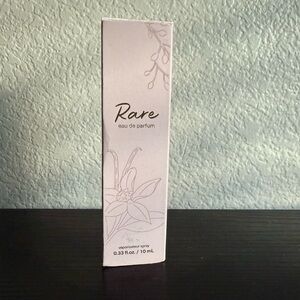 Rare
eau de parfum
vaporisateur spray
0.33 fl.oz. / 10 mL